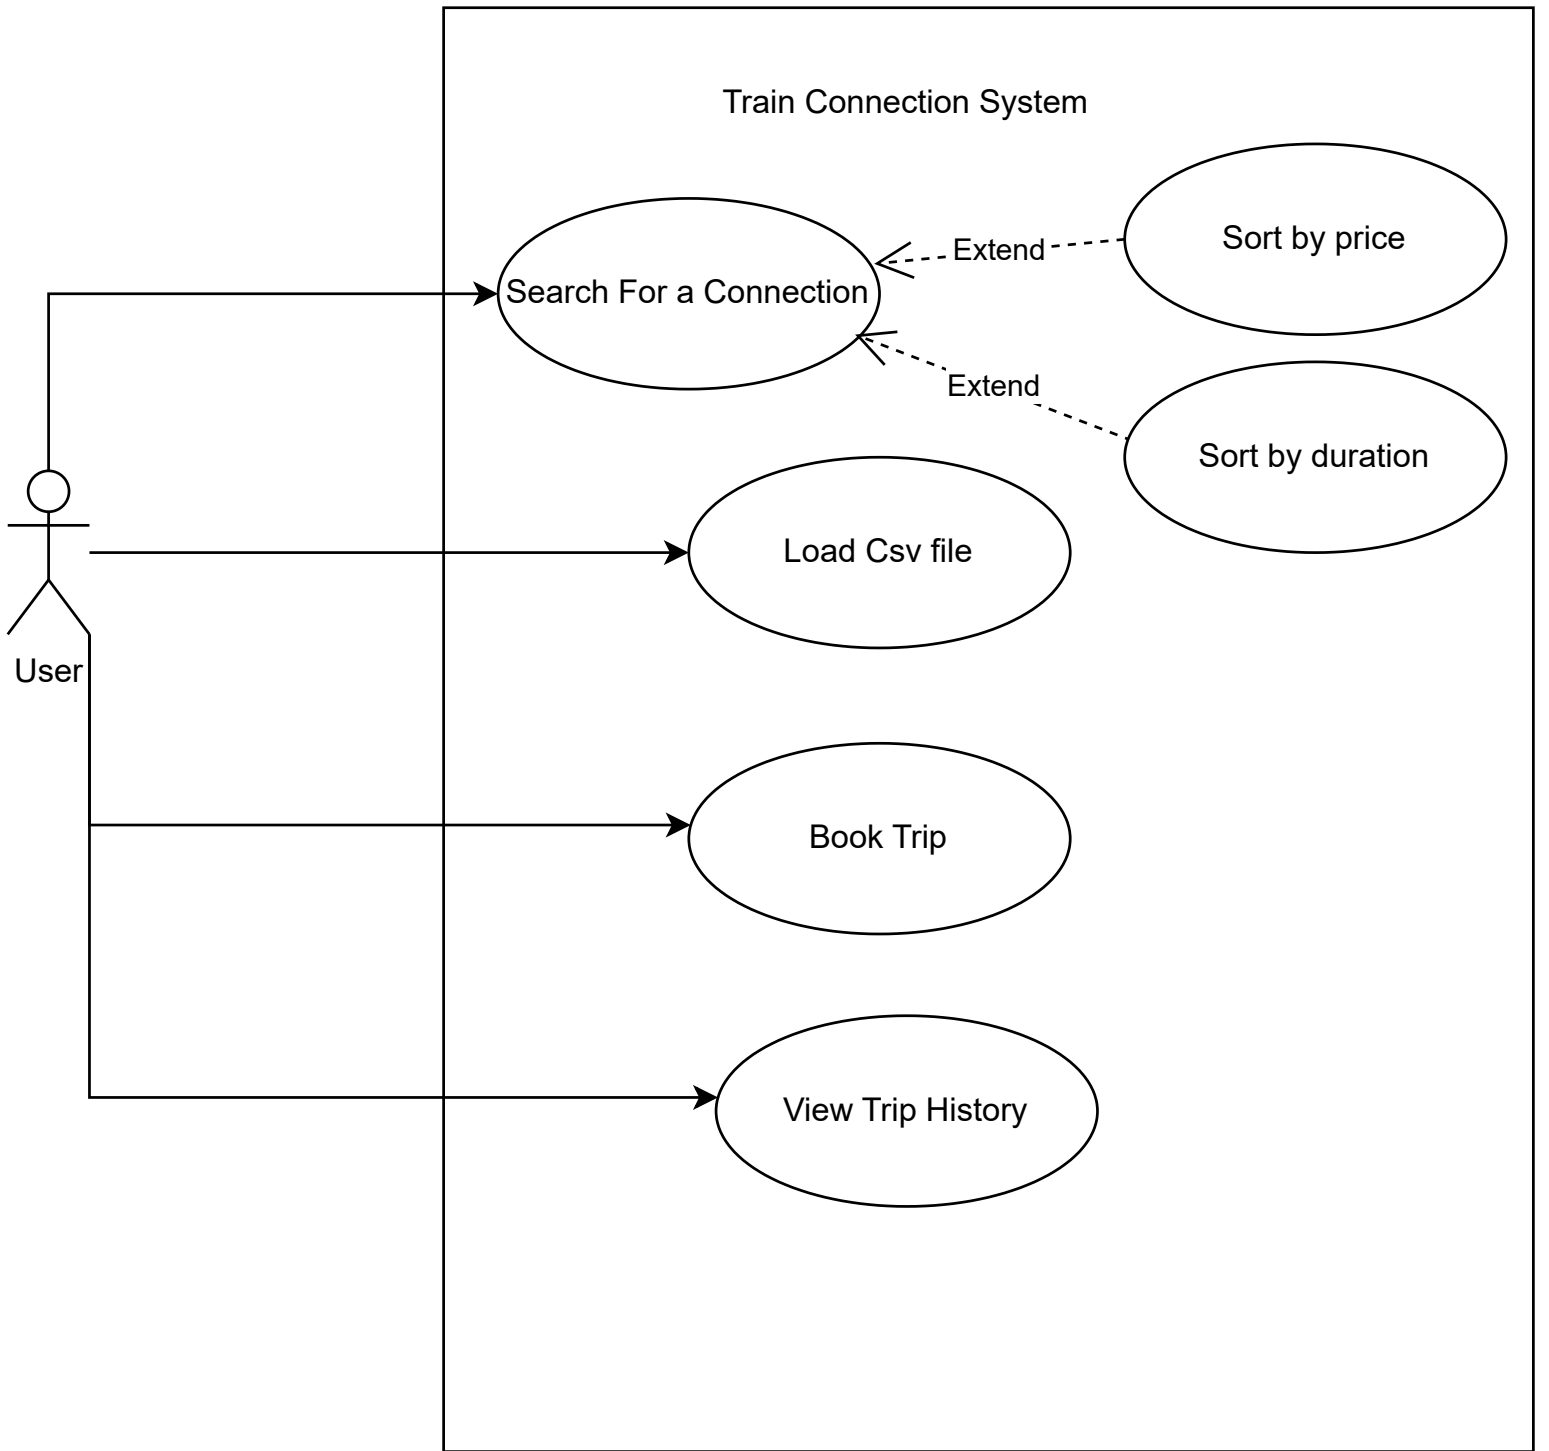 Train Connection System
Sort by price
Extend
Search For a Connection
Extend
Sort by duration
Load Csv file
User
Book Trip
View Trip History